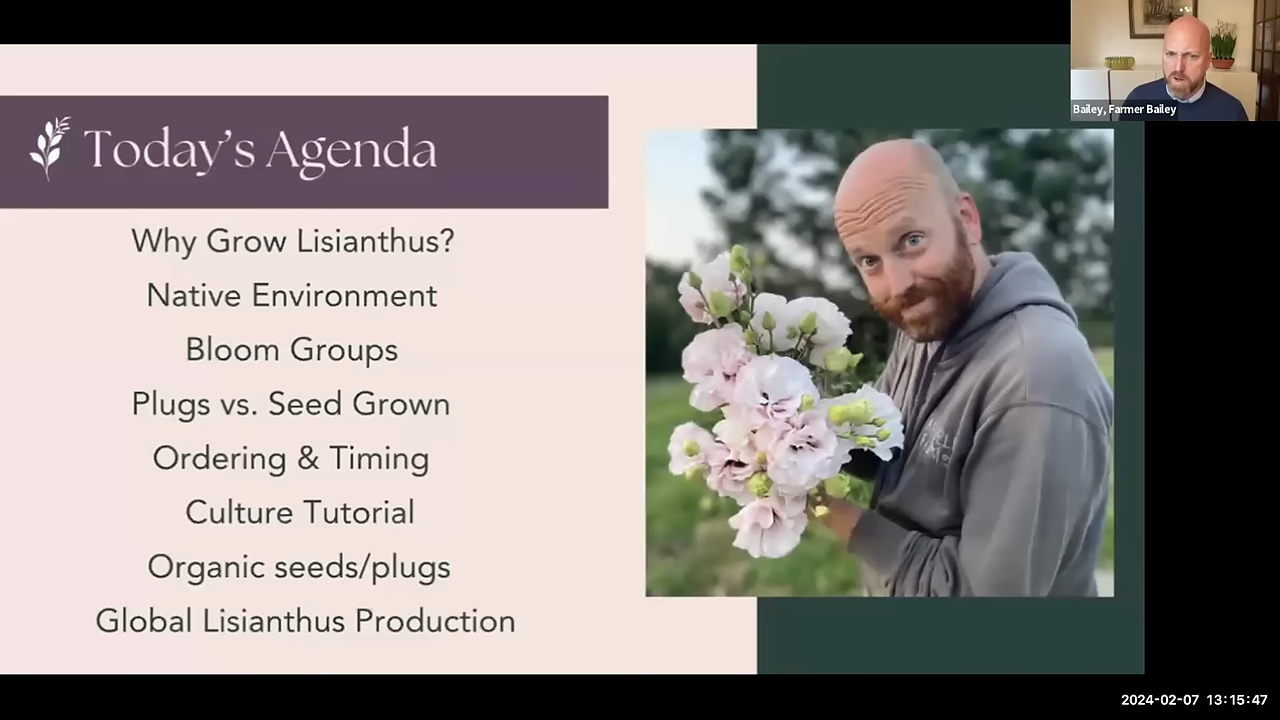 Today's Agenda
Why Grow Lisianthus?
Native Environment
Bloom Groups
Plugs vs. Seed Grown
Ordering & Timing
Culture Tutorial
Organic seeds/plugs
Global Lisianthus Production
Bailey, Farmer Bailey
2024-02-07 13:15:47